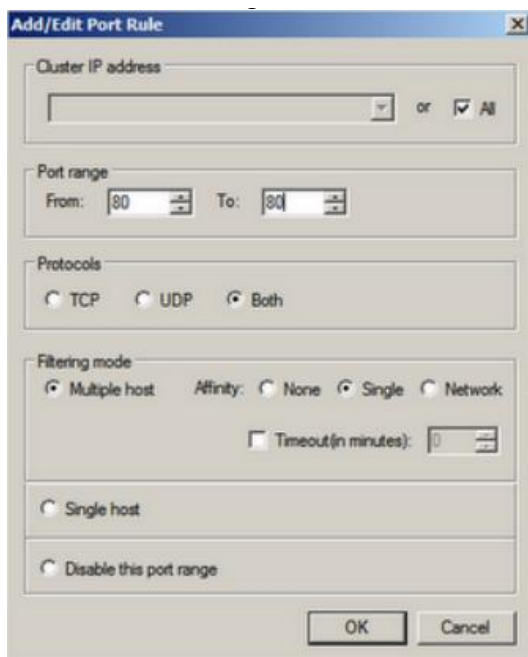 Add/Edit Port Rule
Cluster IP address
or All
Port range
From: 80 To: 80
Protocols
TCP UDP Both
Filtering mode
Multiple host Affinity: None Single Network
Timeout(in minutes): 0
Single host
Disable this port range
OK Cancel